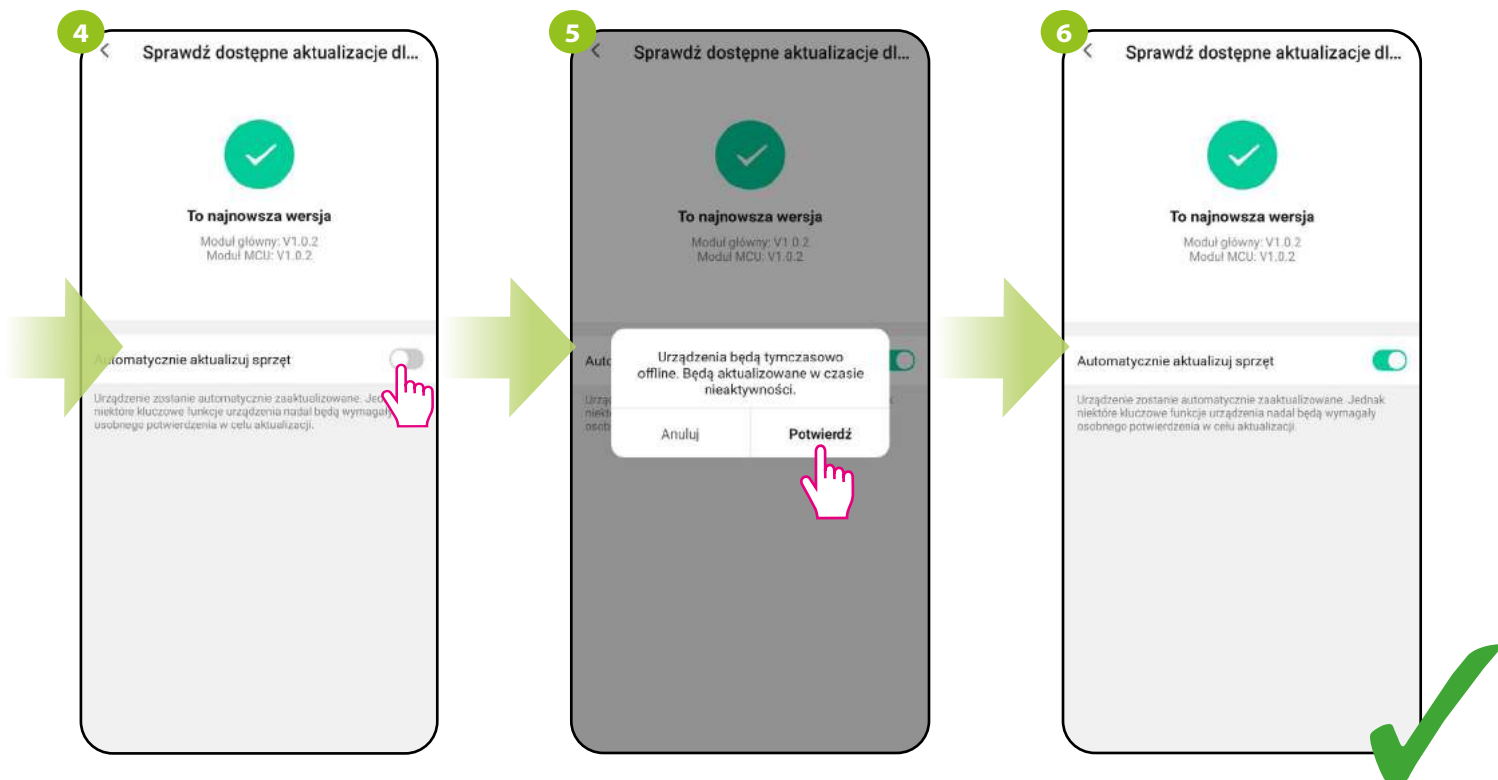 4
Sprawdź dostępne aktualizacje dl...
To najnowsza wersja
Moduł główny: V1.0.2
Moduł MCU: V1.0.2
Automatycznie aktualizuj sprzęt
Urządzenie zostanie automatycznie zaaktualizowane. Jed
niektóre kluczowe funkcje urządzenia nadal będą wymagały
osobnego potwierdzenia w celu aktualizacji.
5
Sprawdź dostępne aktualizacje dl...
To najnowsza wersja
Moduł główny: V1.0.2
Moduł MCU: V1.0.2
Auto
Urządzenia będą tymczasowo
offline. Będą aktualizowane w czasie
nieaktywności.
Anuluj
Potwierdź
6
Sprawdź dostępne aktualizacje dl...
To najnowsza wersja
Moduł główny: V1.0.2
Moduł MCU: V1.0.2
Automatycznie aktualizuj sprzęt
Urządzenie zostanie automatycznie zaaktualizowane. Jednak
niektóre kluczowe funkcje urządzenia nadal będą wymagały
osobnego potwierdzenia w celu aktualizacji.